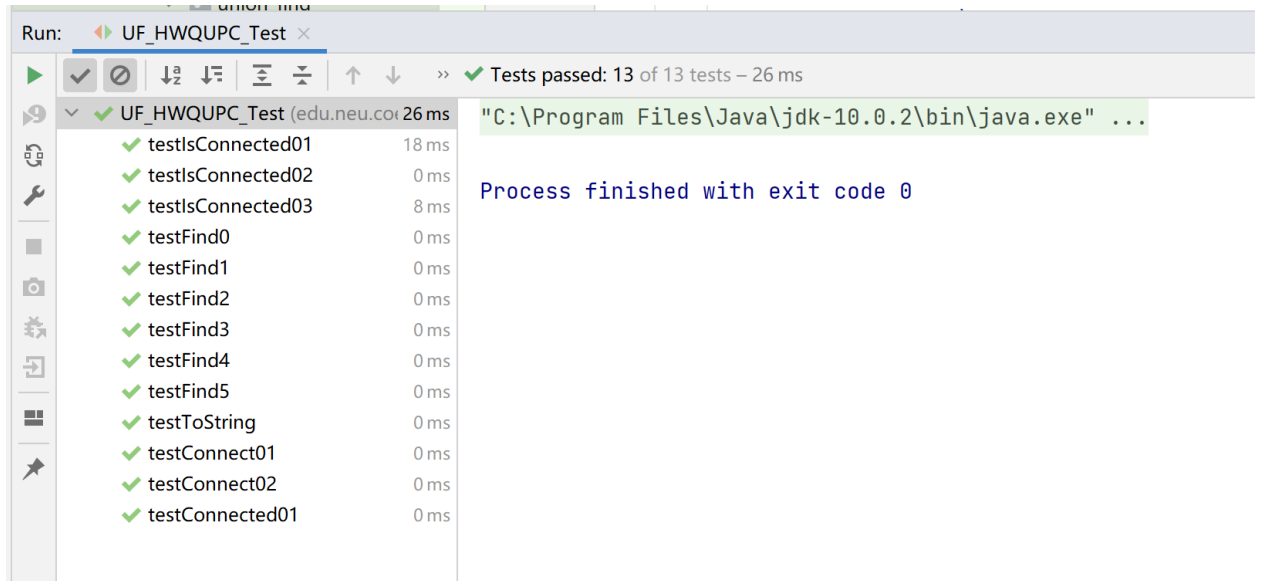 union_find
Run: UF_HWQUPC_Test ×
Tests passed: 13 of 13 tests – 26 ms
UF_HWQUPC_Test (edu.neu.coe 26 ms
"C:\Program Files\Java\jdk-10.0.2\bin\java.exe" ...
testIsConnected01 18 ms
testIsConnected02 0 ms
Process finished with exit code 0
testIsConnected03 8 ms
testFind0 0 ms
testFind1 0 ms
testFind2 0 ms
testFind3 0 ms
testFind4 0 ms
testFind5 0 ms
testToString 0 ms
testConnect01 0 ms
testConnect02 0 ms
testConnected01 0 ms